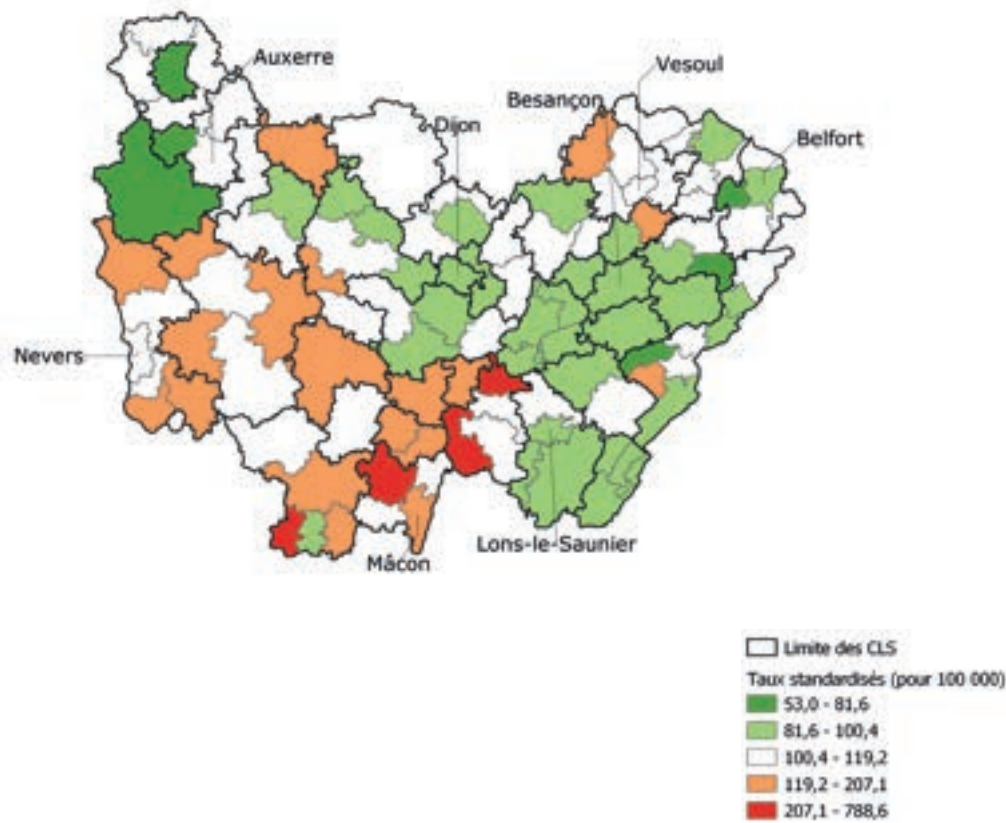 Auxerre
Vesoul
Besançon
Dijon
Belfort
Nevers
Lons-le-Saunier
Mâcon
Limite des CLS
Taux standardisés (pour 100 000)
53,0 - 81,6
81,6 - 100,4
100,4 - 119,2
119,2 - 207,1
207,1 - 788,6